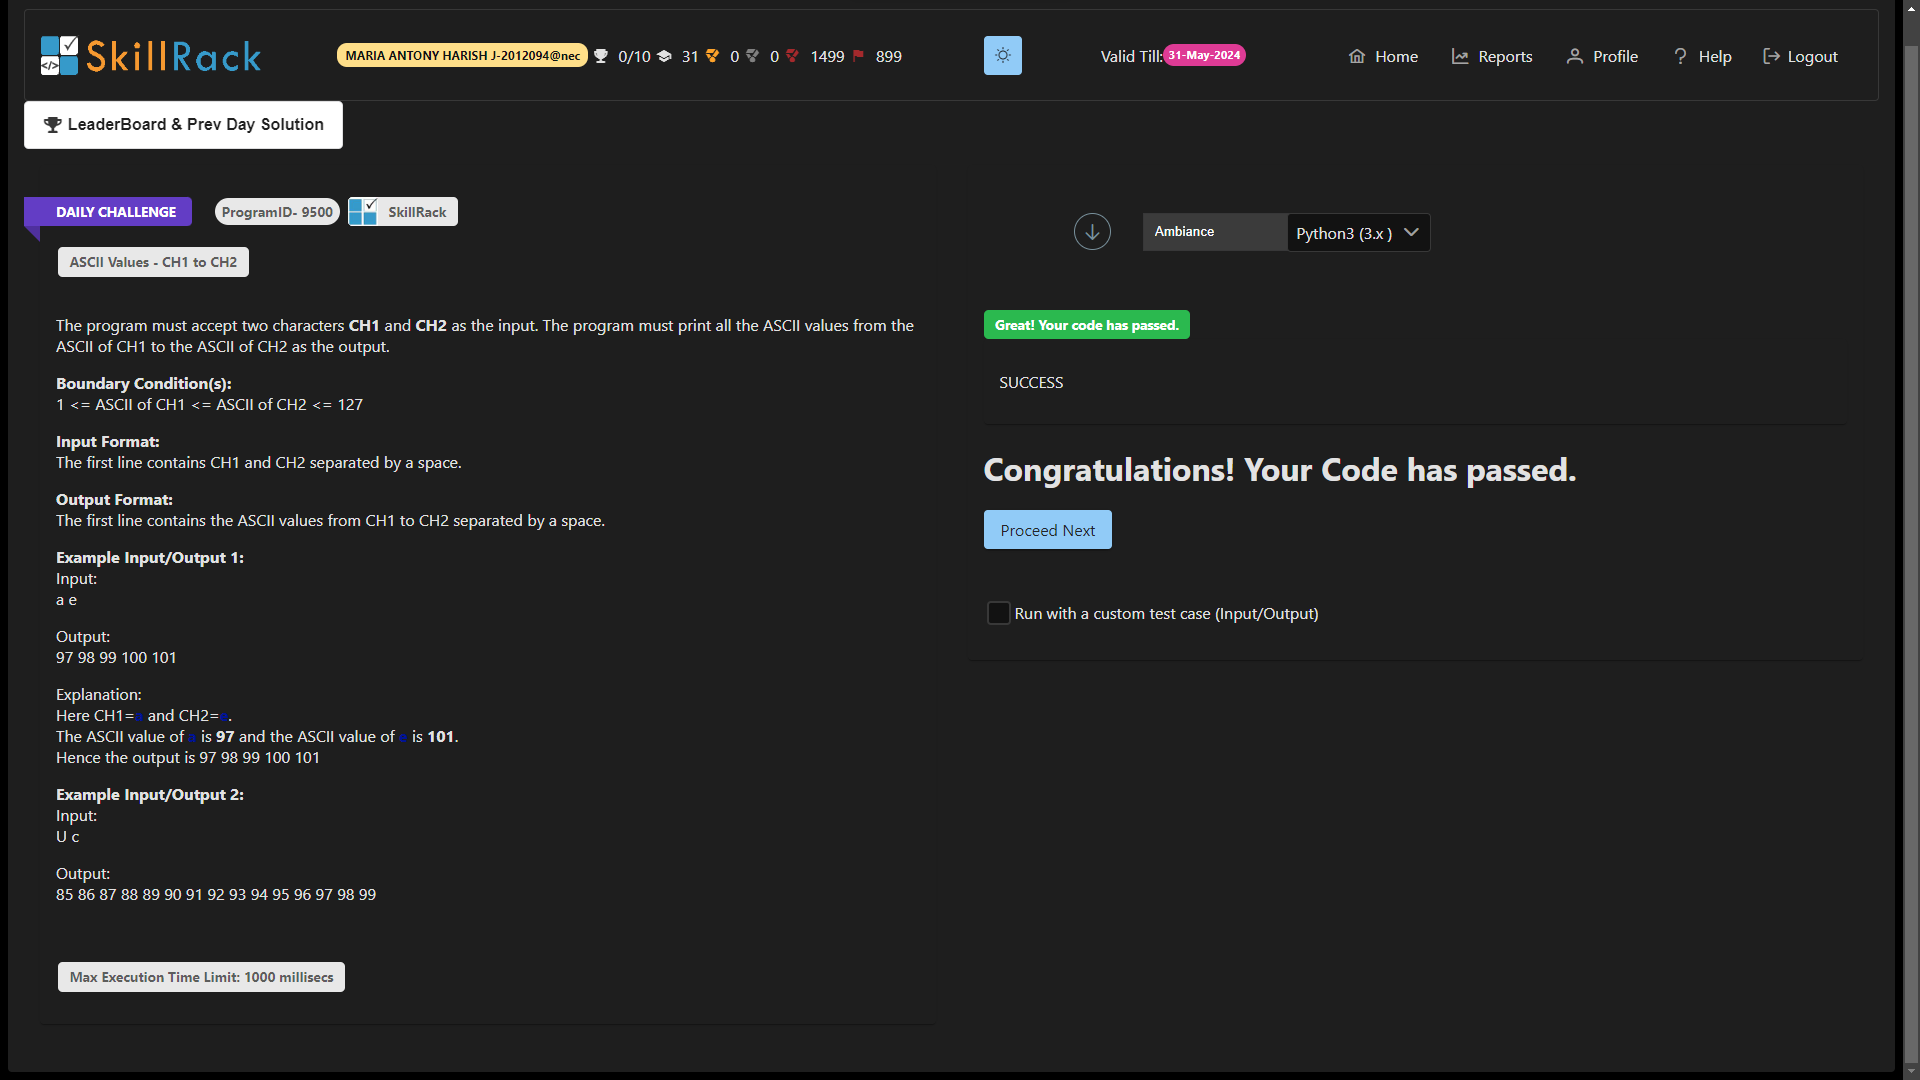 SkillRack
MARIA ANTONY HARISH J-2012094@nec 0/10 31 0 0 1499 899
Valid Till: 31-May-2024
Home Reports Profile Help Logout
LeaderBoard & Prev Day Solution
DAILY CHALLENGE ProgramID- 9500 SkillRack
ASCII Values - CH1 to CH2
The program must accept two characters CH1 and CH2 as the input. The program must print all the ASCII values from the
ASCII of CH1 to the ASCII of CH2 as the output.
Boundary Condition(s):
1 <= ASCII of CH1 <= ASCII of CH2 <= 127
Input Format:
The first line contains CH1 and CH2 separated by a space.
Output Format:
The first line contains the ASCII values from CH1 to CH2 separated by a space.
Example Input/Output 1:
Input:
a e
Output:
97 98 99 100 101
Explanation:
Here CH1=a and CH2=e.
The ASCII value of a is 97 and the ASCII value of e is 101.
Hence the output is 97 98 99 100 101
Example Input/Output 2:
Input:
U c
Output:
85 86 87 88 89 90 91 92 93 94 95 96 97 98 99
Max Execution Time Limit: 1000 millisecs
Ambiance Python3 (3.x )
Great! Your code has passed.
SUCCESS
Congratulations! Your Code has passed.
Proceed Next
Run with a custom test case (Input/Output)